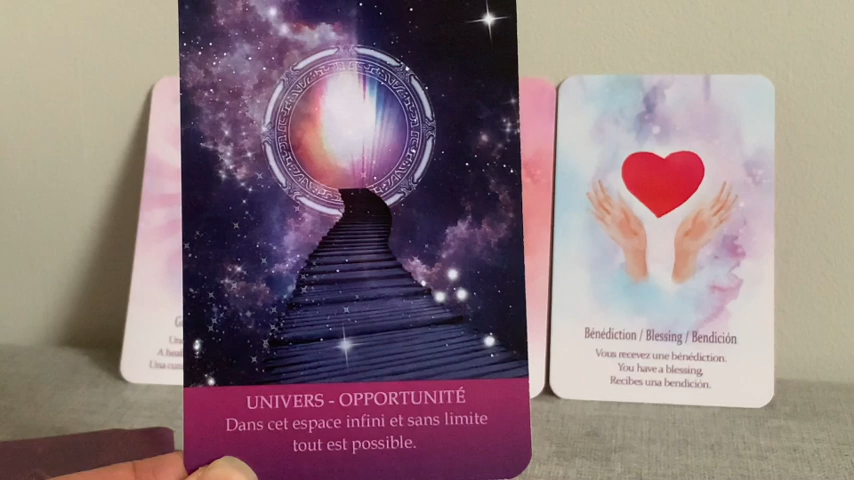 UNIVERS - OPPORTUNITÉ
Dans cet espace infini et sans limite
tout est possible.
Bénédiction / Blessing / Bendición
Vous recevez une bénédiction.
You have a blessing,
Recibes una bendición.
Una